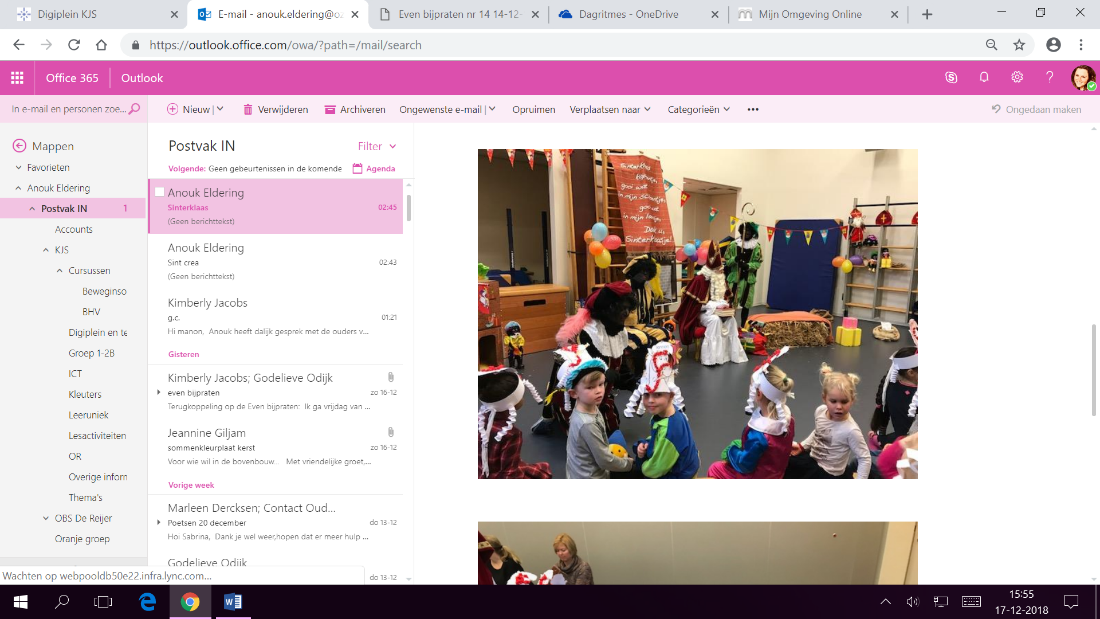 Digiplein KJS
E-mail - anouk.eldering@o
Even bijpraten nr 14 14-12-
Dagritmes - OneDrive
Mijn Omgeving Online
https://outlook.office.com/owa/?path=/mail/search
Office 365
Outlook
In e-mail en personen zoe...
Nieuw
Verwijderen
Archiveren
Ongewenste e-mail
Opruimen
Verplaatsen naar
Categorieën
Ongedaan maken
Mappen
Favorieten
Anouk Eldering
Postvak IN 1
Accounts
KJS
Cursussen
Beweginso
BHV
Digiplein en te
Groep 1-2B
ICT
Kleuters
Leeruniek
Lesactiviteiten
OR
Overige inforn
Thema's
OBS De Reijer
Oranje groep
Wachten op webpooldb50e22.infra.lync.com...
Postvak IN
Filter
Volgende: Geen gebeurtenissen in de komende
Agenda
Anouk Eldering
Sinterklaas 02:45
(Geen berichttekst)
Anouk Eldering
Sint crea 02:43
(Geen berichttekst)
Kimberly Jacobs
g.c. 01:21
Hi manon, Anouk heeft dalijk gesprek met de ouders v...
Gisteren
Kimberly Jacobs; Godelieve Odijk
even bijpraten zo 16-12
Terugkoppeling op de Even bijpraten: Ik ga vrijdag van ...
Jeannine Giljam
sommenkleurplaat kerst zo 16-12
Voor wie wil in de bovenbouw... Met vriendelijke groet,...
Vorige week
Marleen Dercksen; Contact Oud...
Poetsen 20 december do 13-12
Hoi Sabrina, Dank je wel weer,hopen dat er meer hulp ...
Godelieve Odijk
do 13-12
15:55
17-12-2018